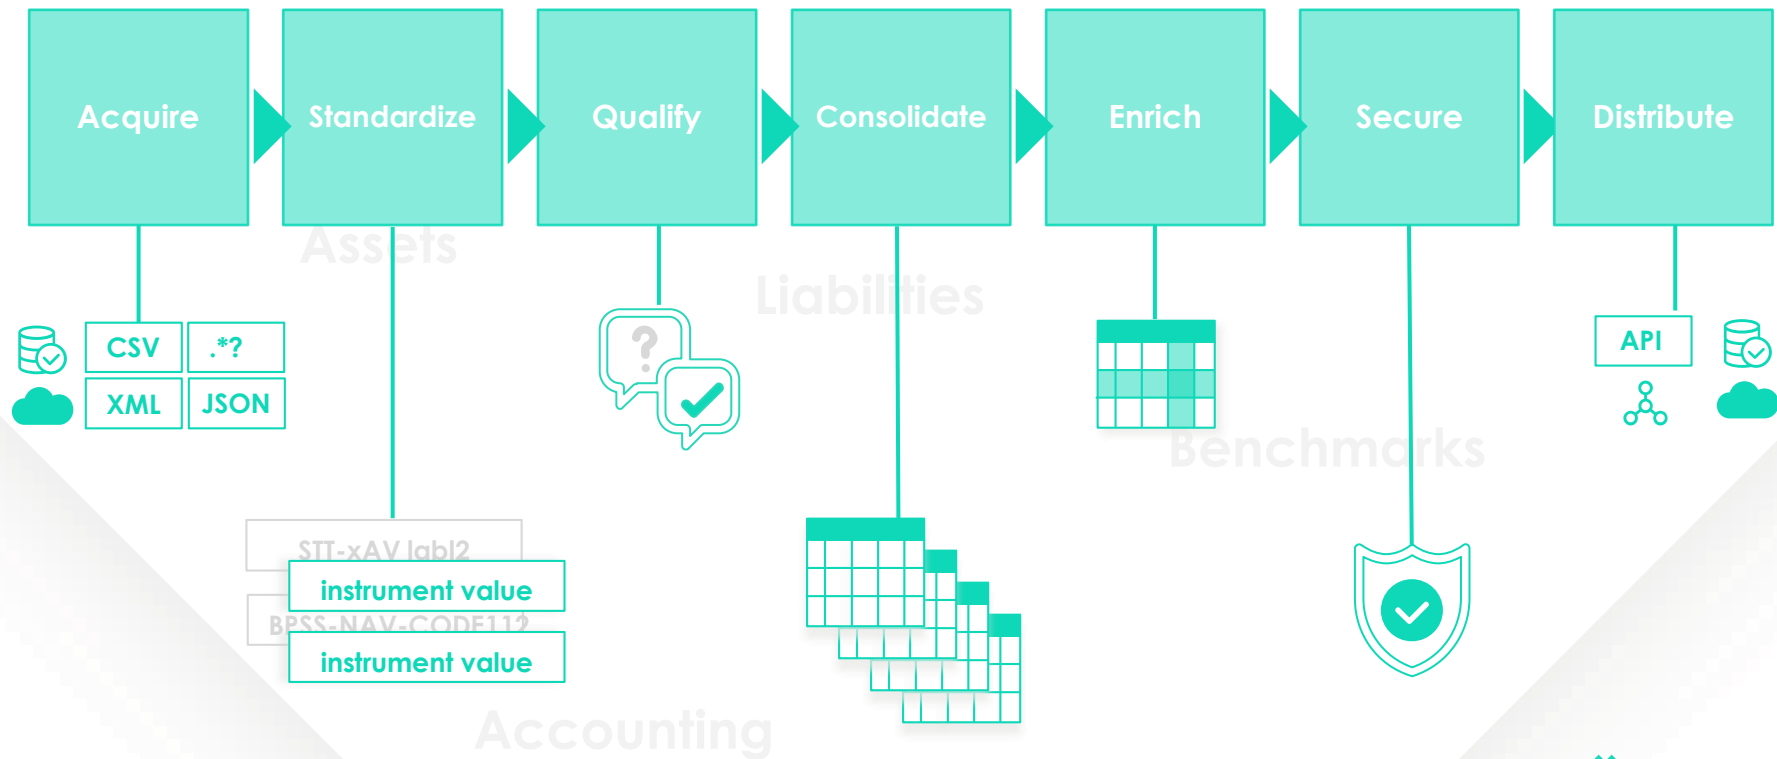 Acquire
Standardize
Qualify
Consolidate
Enrich
Secure
Distribute
Assets
Liabilities
CSV
.*?
XML
JSON
?
API
Benchmarks
STT-xAV labl2
instrument value
BPSS-NAV-CODE112
instrument value
Accounting